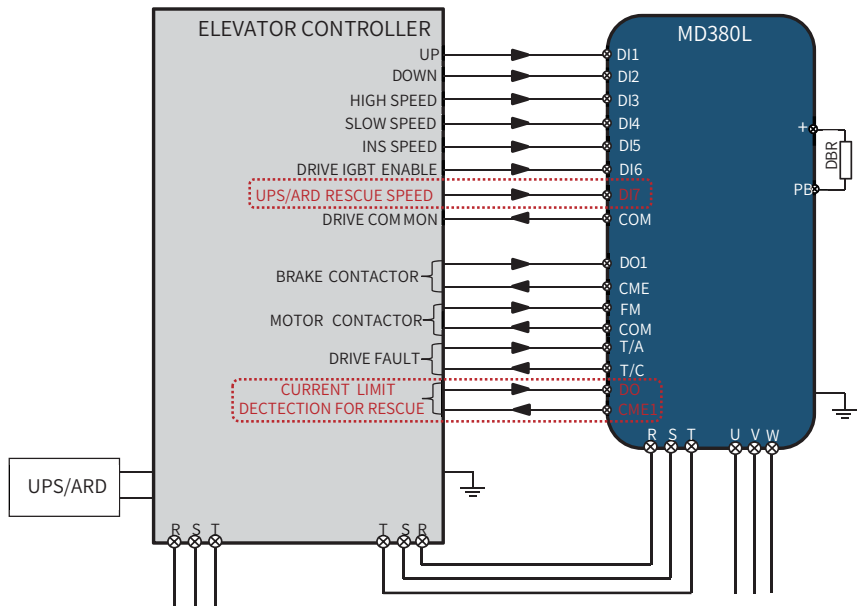 ELEVATOR CONTROLLER
MD380L
UP
DI1
DOWN
DI2
HIGH SPEED
DI3
SLOW SPEED
DI4
INS SPEED
DI5
DRIVE IGBT ENABLE
DI6
UPS/ARD RESCUE SPEED
DI7
DRIVE COMMON
COM
+
DBR
PB
BRAKE CONTACTOR
DO1
CME
MOTOR CONTACTOR
FM
COM
DRIVE FAULT
T/A
T/C
CURRENT LIMIT
DECTECTION FOR RESCUE
DO
CME1
R S T U V W
UPS/ARD
R S T T S R